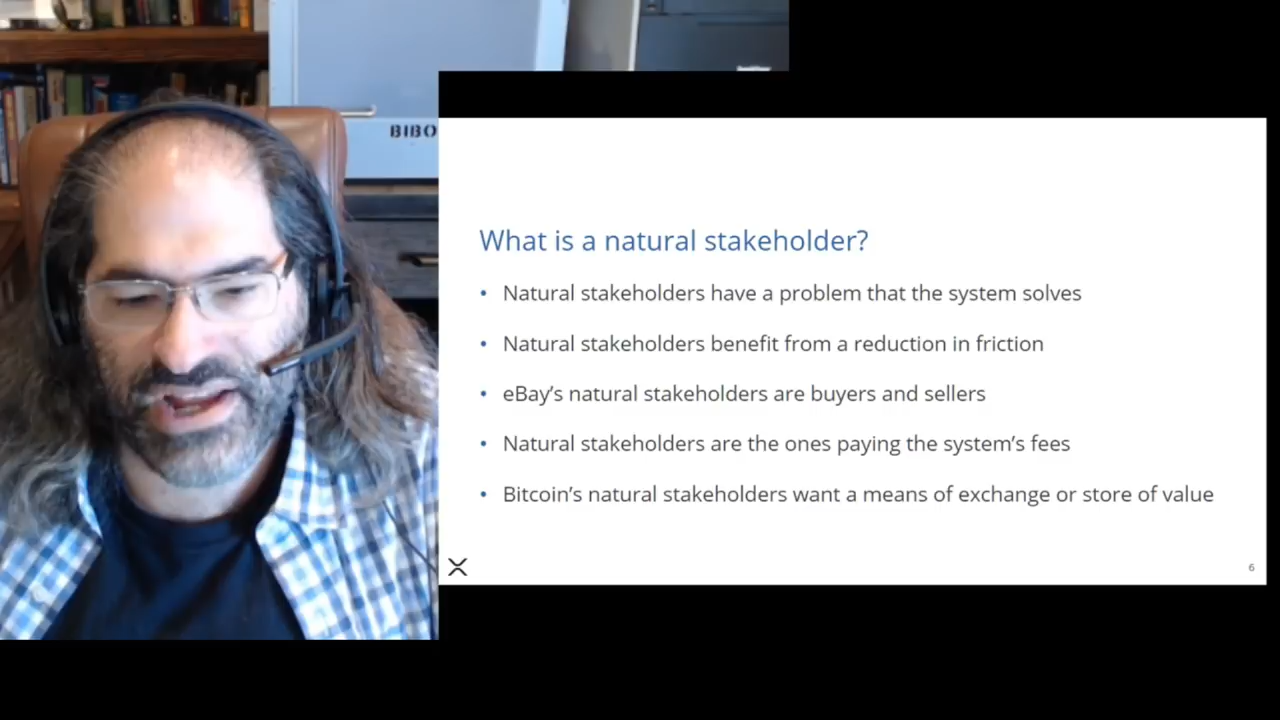 BIBO
What is a natural stakeholder?
• Natural stakeholders have a problem that the system solves
• Natural stakeholders benefit from a reduction in friction
• eBay’s natural stakeholders are buyers and sellers
• Natural stakeholders are the ones paying the system’s fees
• Bitcoin’s natural stakeholders want a means of exchange or store of value
6